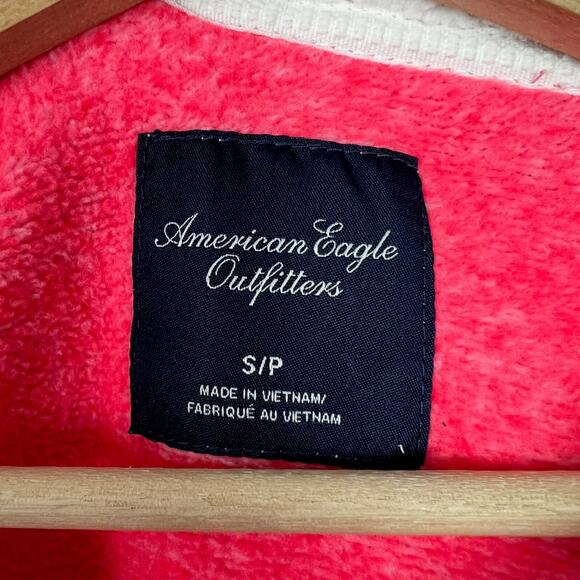 American Eagle
Outfitters
S/P
MADE IN VIETNAM/
FABRIQUÉ AU VIETNAM